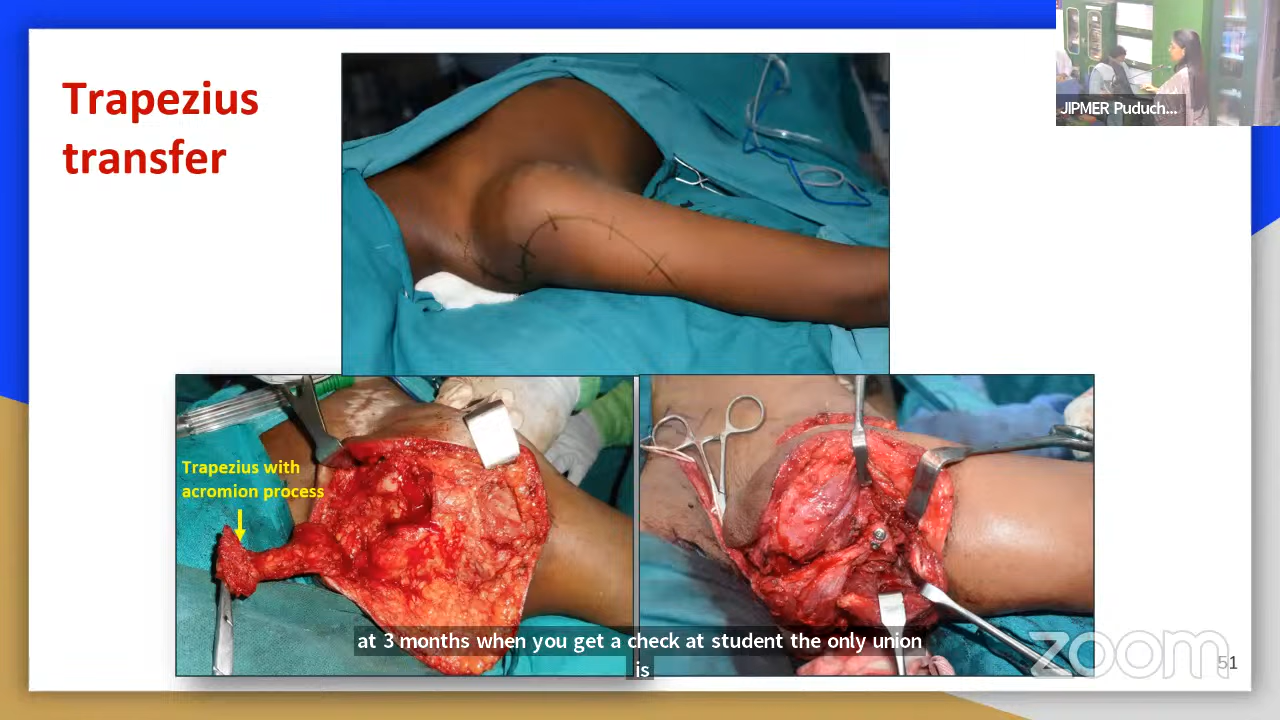 Trapezius
transfer
JIPMER Puduch...
Trapezius with
acromion process
at 3 months when you get a check at student the only union
is
zoom
51